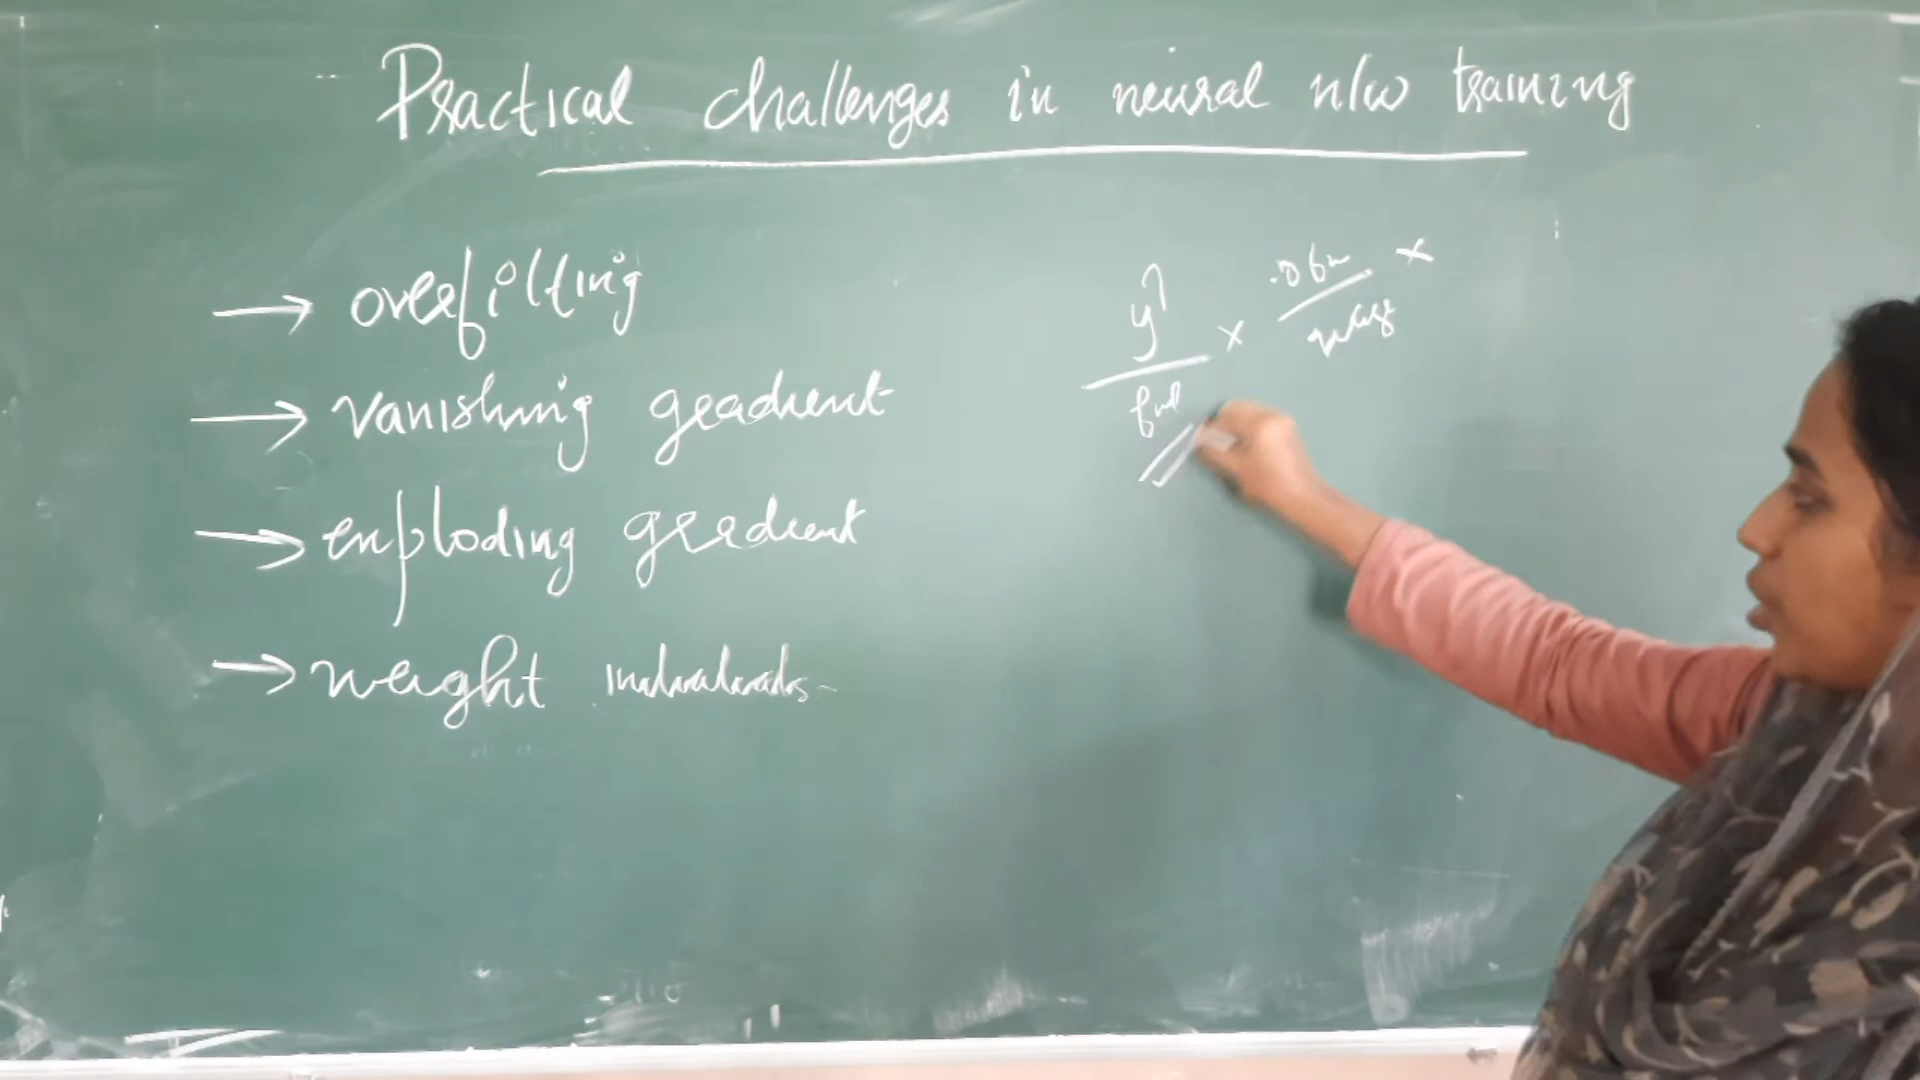 Practical challenges in neural n/w training
→ overfitting
→ vanishing gradient
→ exploding gradient
→ weight
ŷ
×
×